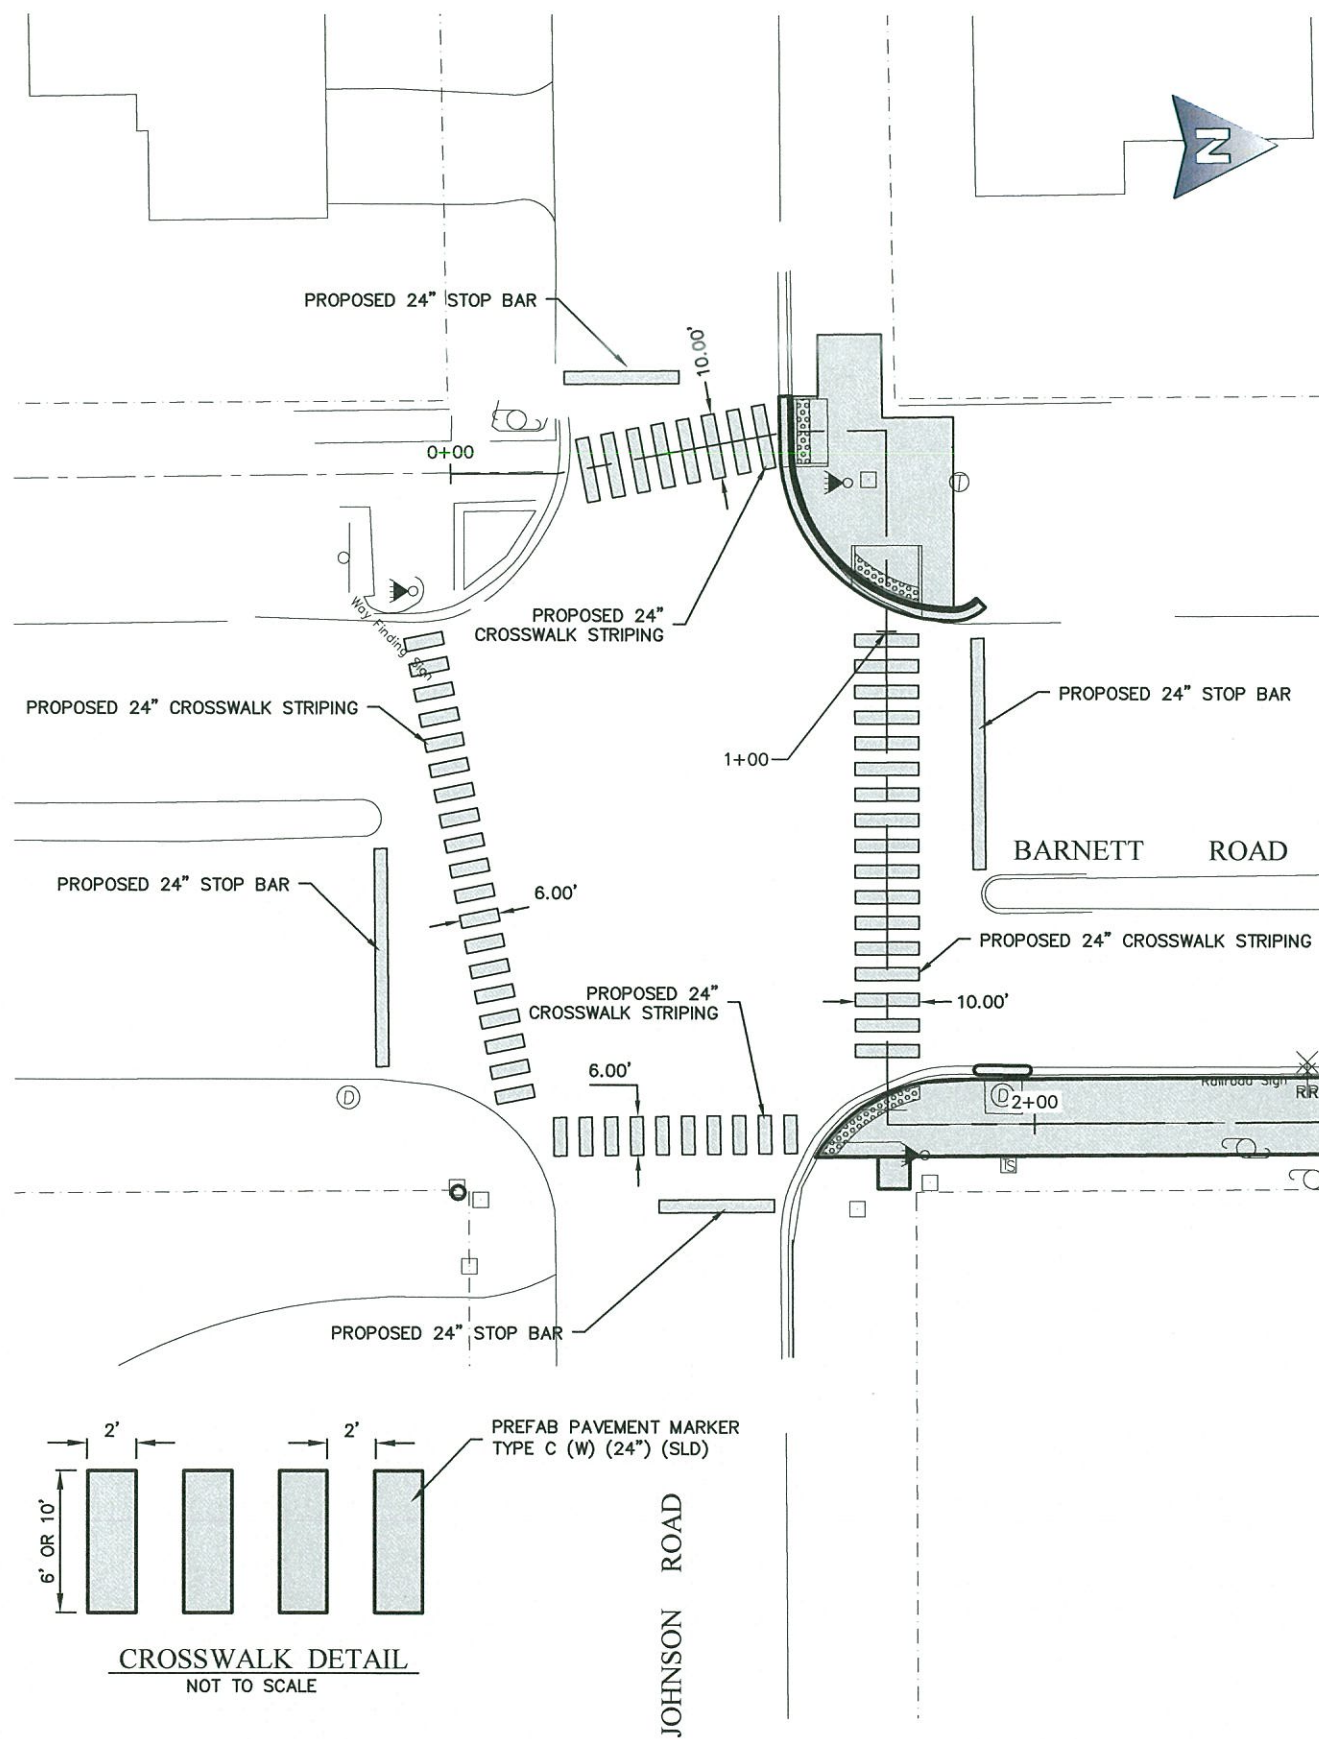 N
PROPOSED 24" STOP BAR
10.00'
0+00
PROPOSED 24"
CROSSWALK STRIPING
Way Finding Sign
PROPOSED 24" CROSSWALK STRIPING
PROPOSED 24" STOP BAR
1+00
BARNETT ROAD
PROPOSED 24" STOP BAR
6.00'
PROPOSED 24" CROSSWALK STRIPING
PROPOSED 24"
CROSSWALK STRIPING
10.00'
6.00'
Railroad Sign
RR
D
D
2+00
TS
PROPOSED 24" STOP BAR
2'
2'
PREFAB PAVEMENT MARKER
TYPE C (W) (24") (SLD)
6' OR 10'
JOHNSON ROAD
CROSSWALK DETAIL
NOT TO SCALE